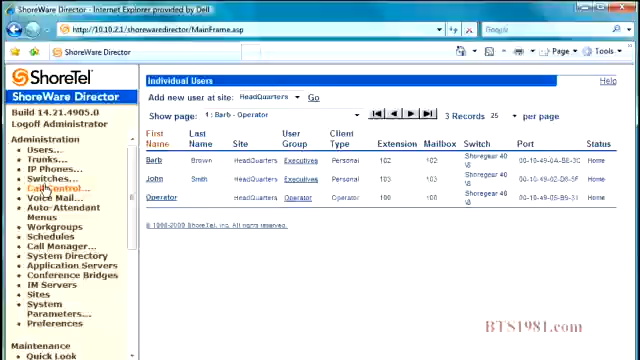 ShoreWare Director - Internet Explorer provided by Dell
http://10.10.2.1/shorewaredirector/MainFrame.asp
ShoreWare Director
Page
Tools
ShoreTel
ShoreWare Director
Build 14.21.4905.0
Logoff Administrator
Administration
Users...
Trunks...
IP Phones...
Switches...
Call Control...
Voice Mail...
Auto-Attendant
Menus
Workgroups
Schedules
Call Manager...
System Directory
Application Servers
Conference Bridges
IM Servers
Sites
System
Parameters...
Preferences
Maintenance
Quick Look
Individual Users
Help
Add new user at site: HeadQuarters Go
Show page: 1 : Barb - Operator 3 Records 25 per page
First Name Last Name Site User Group Client Type Extension Mailbox Switch Port Status
Barb Brown HeadQuarters Executives Personal 102 102 Shoregear 40 Home
John Smith HeadQuarters Executives Personal 103 103 Shoregear 40 Home
Operator HeadQuarters Operator Operator 100 100 Shoregear 40 Home
All rights reserved.
BTS1981.com